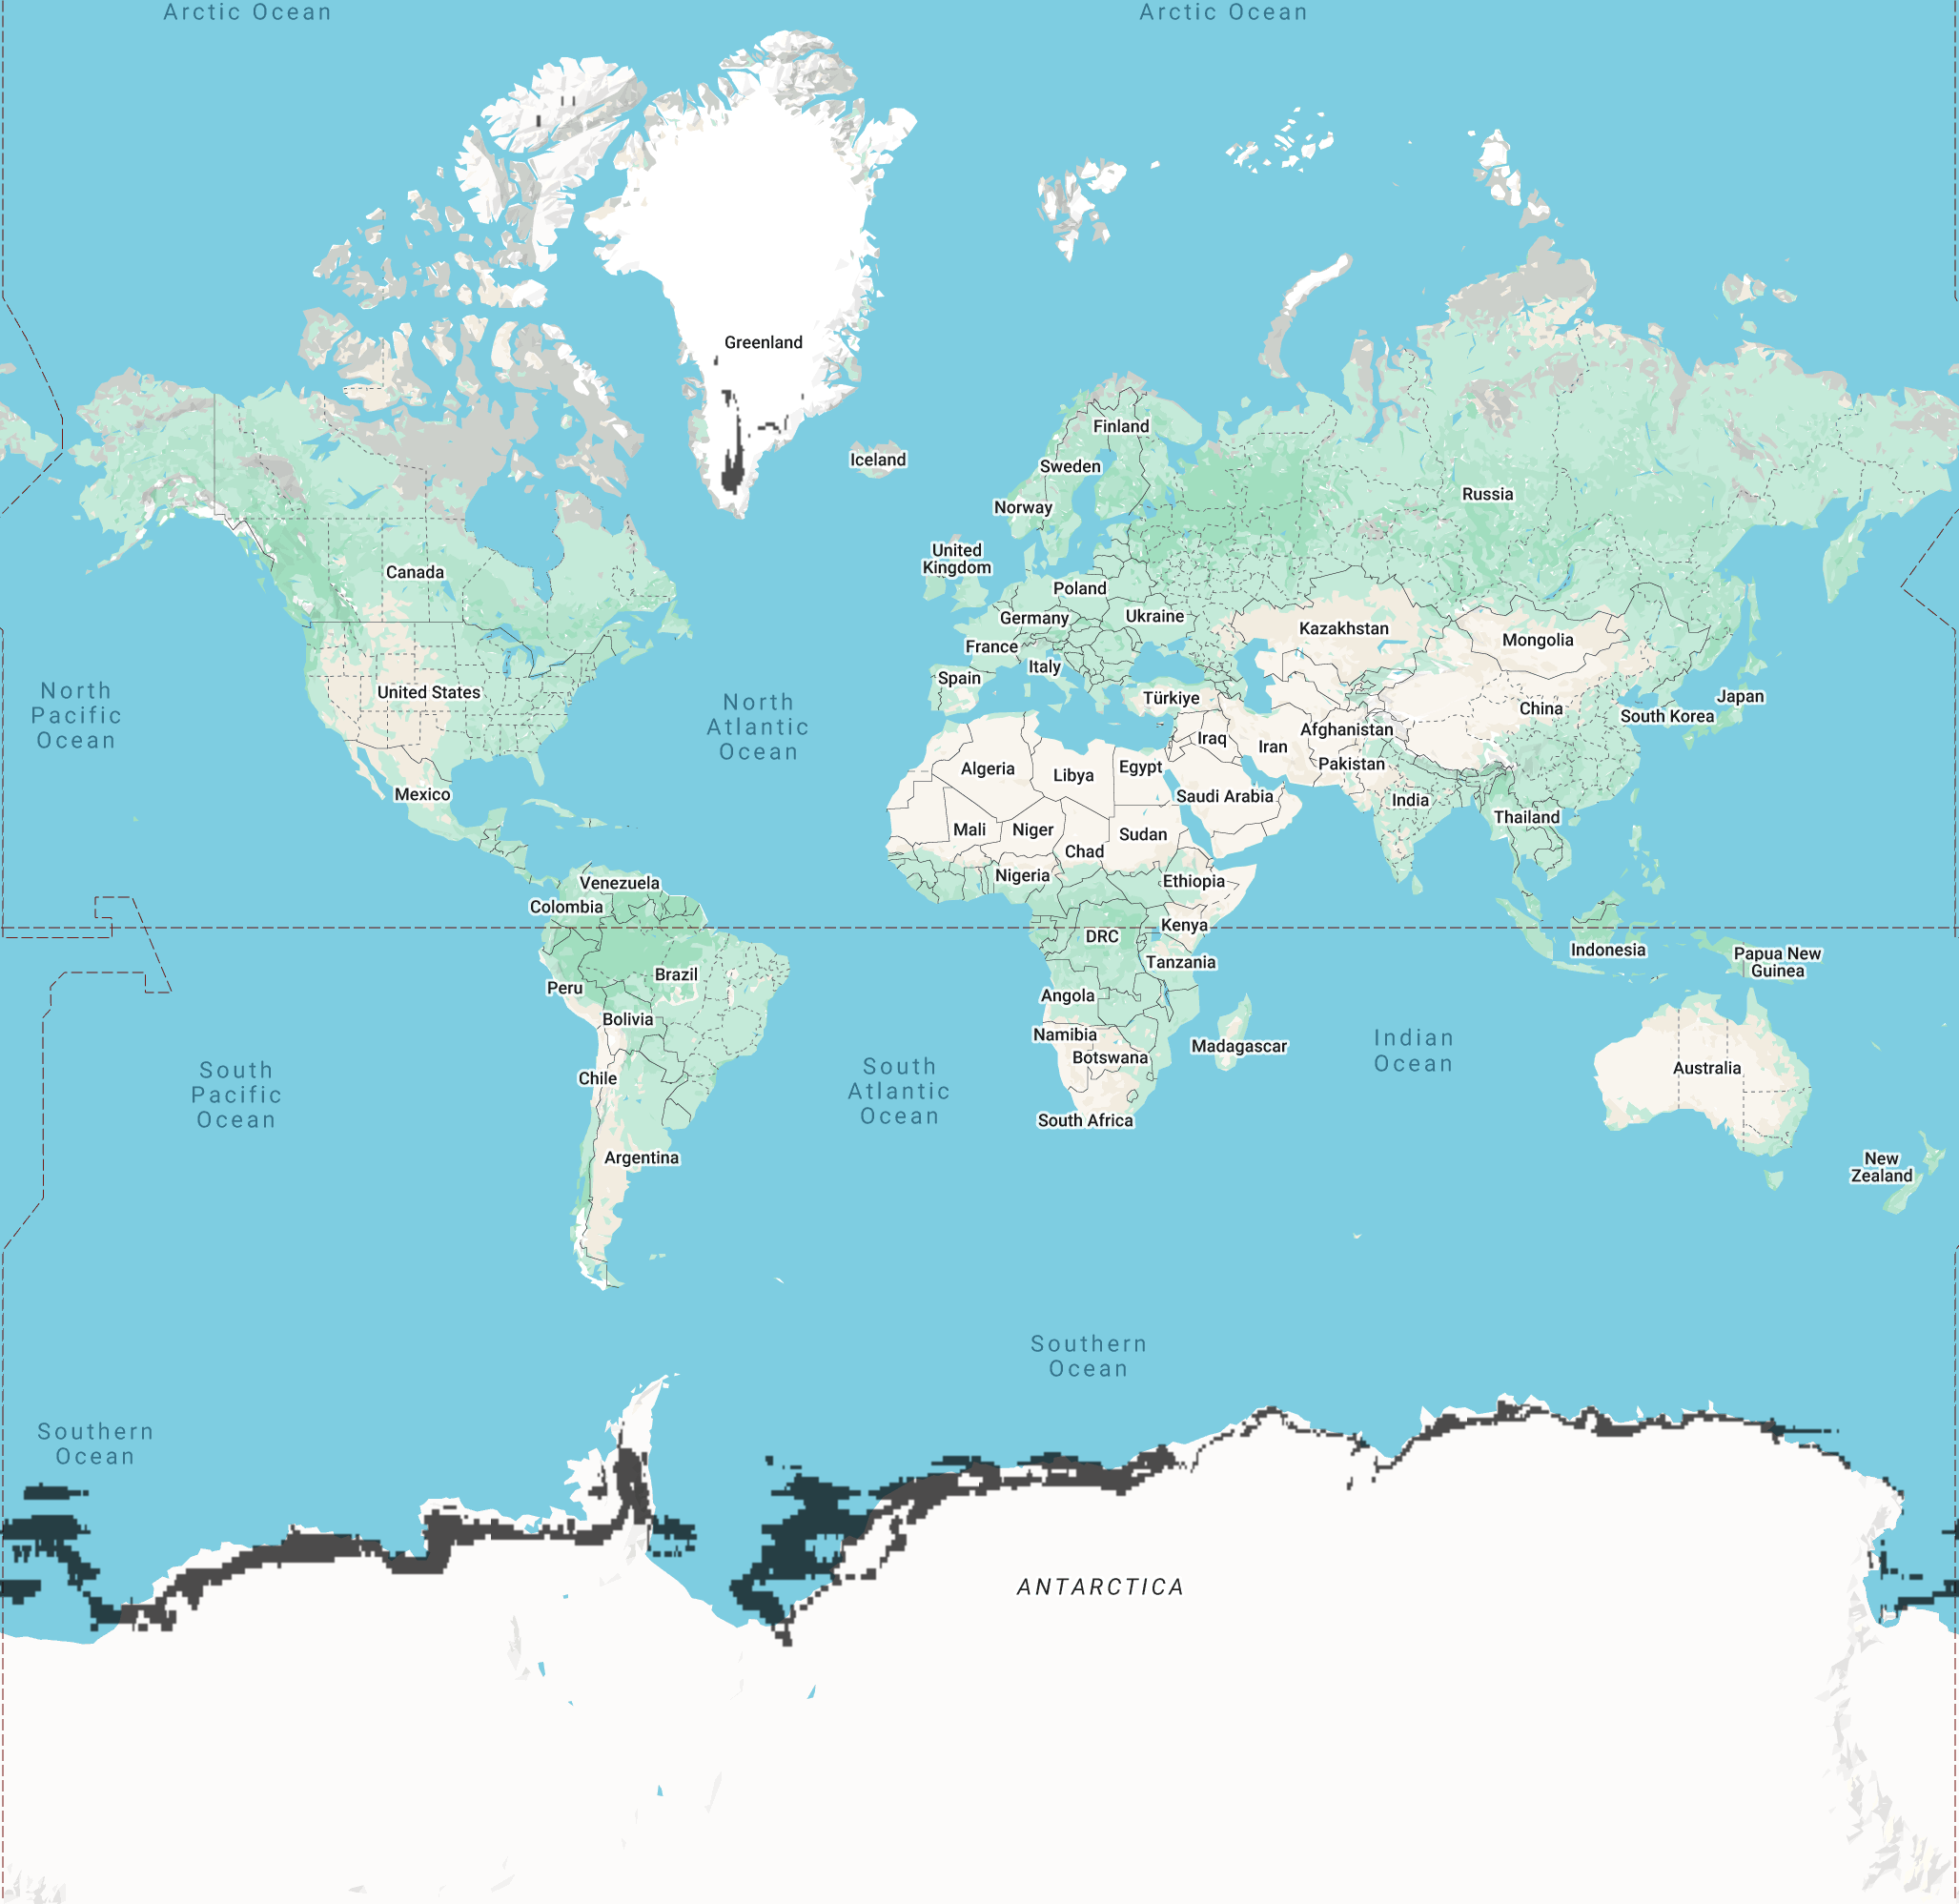 Arctic Ocean
Arctic Ocean
Greenland
Finland
Iceland
Sweden
Russia
Norway
United
Kingdom
Canada
Poland
Germany
Ukraine
Kazakhstan
Mongolia
France
Italy
Spain
United States
Türkiye
Japan
China
South Korea
North
Pacific
Ocean
North
Atlantic
Ocean
Afghanistan
Iraq
Iran
Pakistan
Algeria
Libya
Egypt
Saudi Arabia
Mexico
India
Thailand
Mali
Niger
Sudan
Chad
Nigeria
Ethiopia
Venezuela
Colombia
Kenya
DRC
Indonesia
Papua New
Guinea
Tanzania
Brazil
Peru
Angola
Bolivia
Namibia
Botswana
Madagascar
Indian
Ocean
Australia
Chile
South
Pacific
Ocean
South
Atlantic
Ocean
South Africa
Argentina
New
Zealand
Southern
Ocean
Southern
Ocean
ANTARCTICA